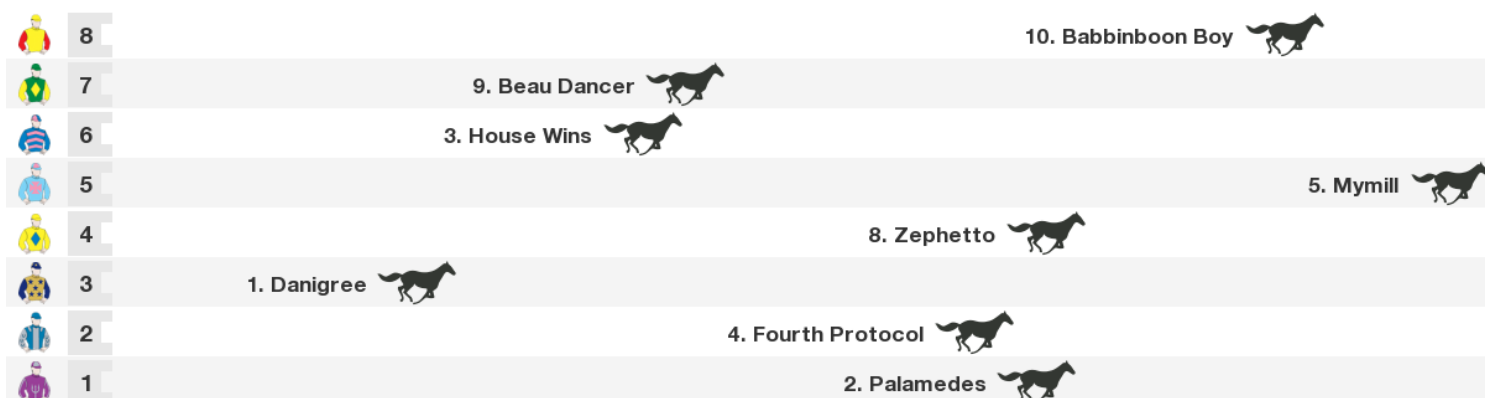 8 10. Babbinboon Boy
7 9. Beau Dancer
6 3. House Wins
5 5. Mymill
4 8. Zephetto
3 1. Danigree
2 4. Fourth Protocol
1 2. Palamedes